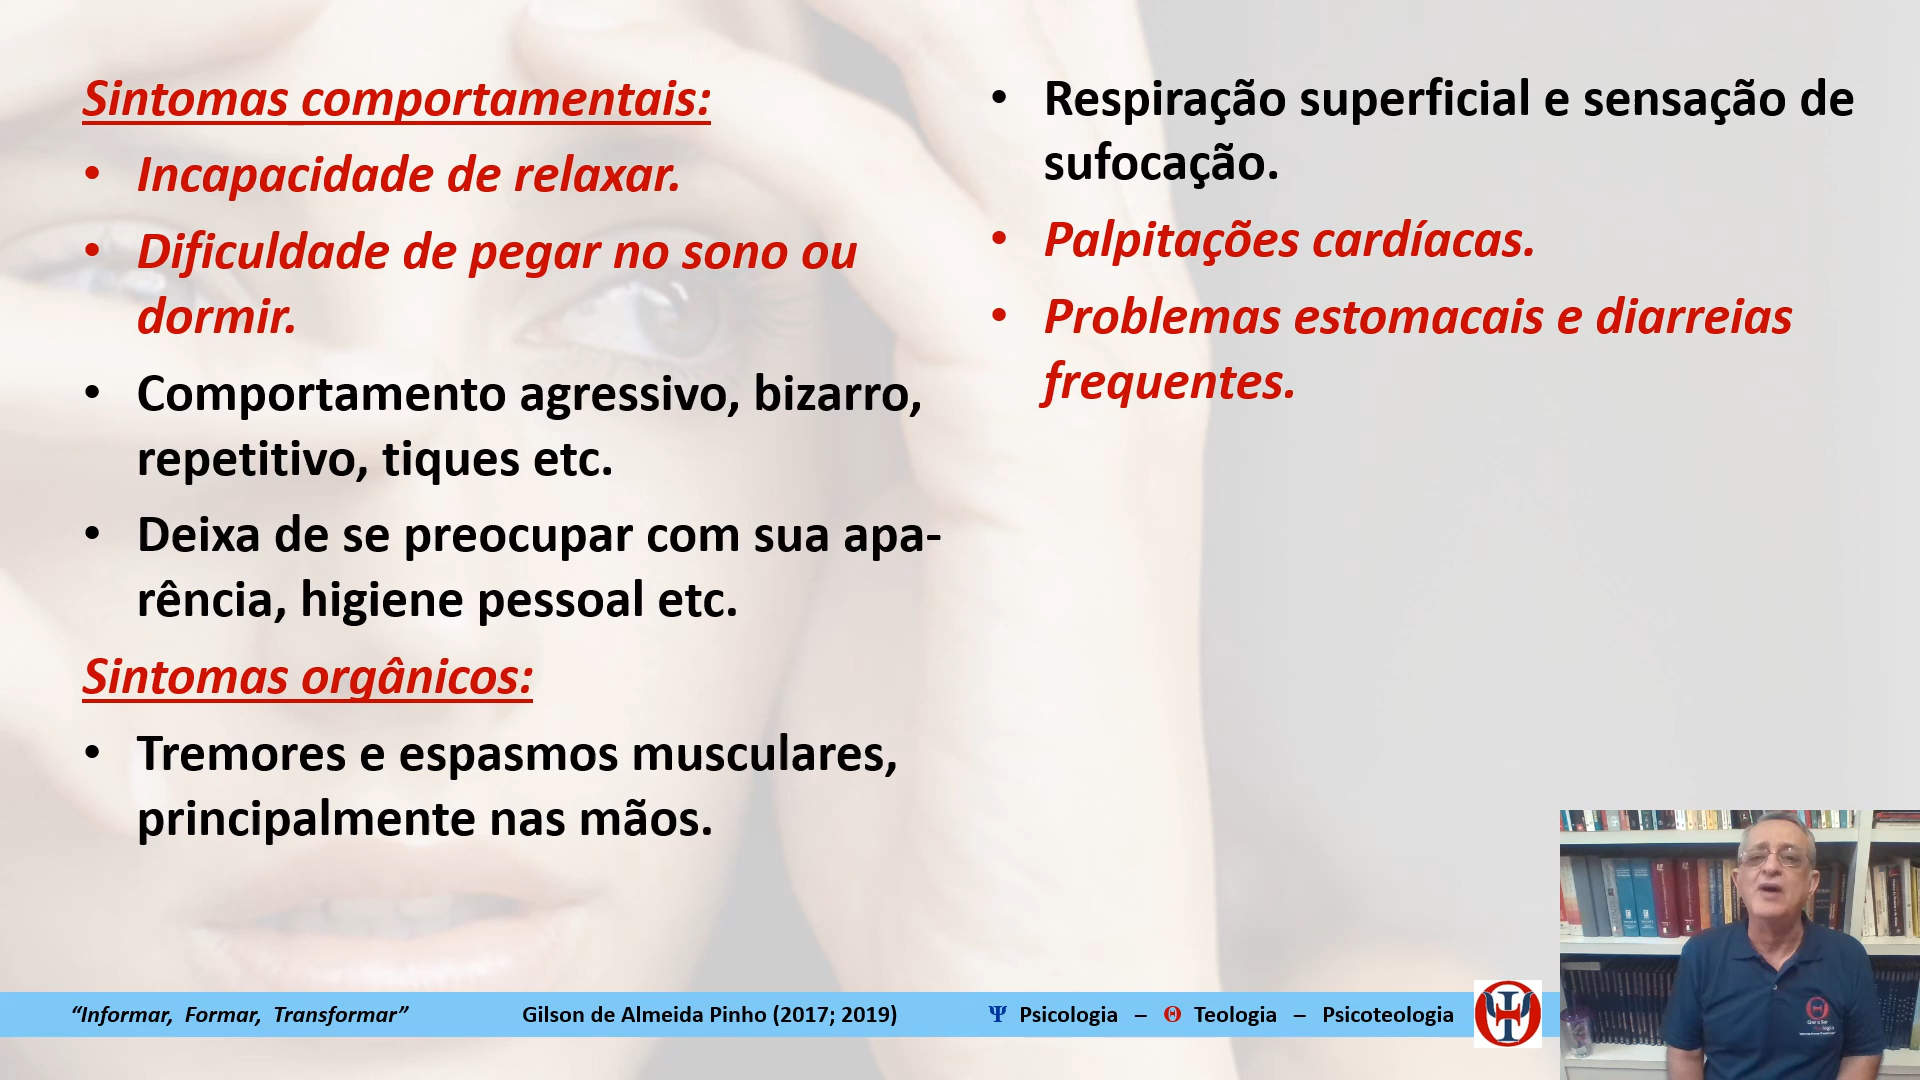 Sintomas comportamentais:
• Incapacidade de relaxar.
• Dificuldade de pegar no sono ou
dormir.
• Comportamento agressivo, bizarro,
repetitivo, tiques etc.
• Deixa de se preocupar com sua apa-
rência, higiene pessoal etc.
Sintomas orgânicos:
• Tremores e espasmos musculares,
principalmente nas mãos.
• Respiração superficial e sensação de
sufocação.
• Palpitações cardíacas.
• Problemas estomacais e diarreias
frequentes.
“Informar, Formar, Transformar”
Gilson de Almeida Pinho (2017; 2019)
Ψ Psicologia – Θ Teologia – Psicoteologia